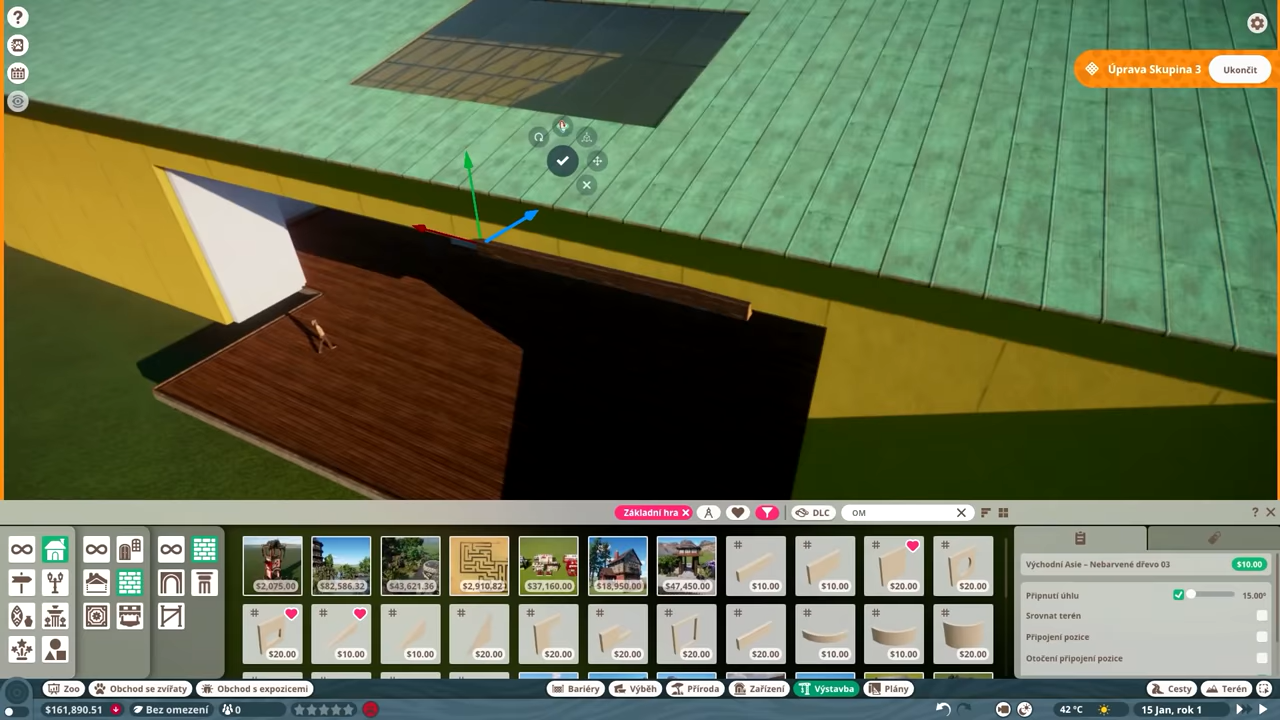 Úprava Skupina 3
Ukončit
Základní hra
DLC
OM
$2,075.00
$82,586.32
$43,621.36
$2,910.82
$37,160.00
$18,950.00
$47,450.00
$10.00
$10.00
$20.00
$20.00
$20.00
$10.00
$10.00
$20.00
$20.00
$20.00
$20.00
$20.00
$10.00
$10.00
$20.00
Východní Asie – Nebarvené dřevo 03
$10.00
Připnutí úhlu
15.00°
Srovnat terén
Připojení pozice
Otočení připojení pozice
Zoo
Obchod se zvířaty
Obchod s expozicemi
Bariéry
Výběh
Příroda
Zařízení
Výstavba
Plány
Cesty
Terén
$161,890.51
Bez omezení
0
42 °C
15 Jan, rok 1